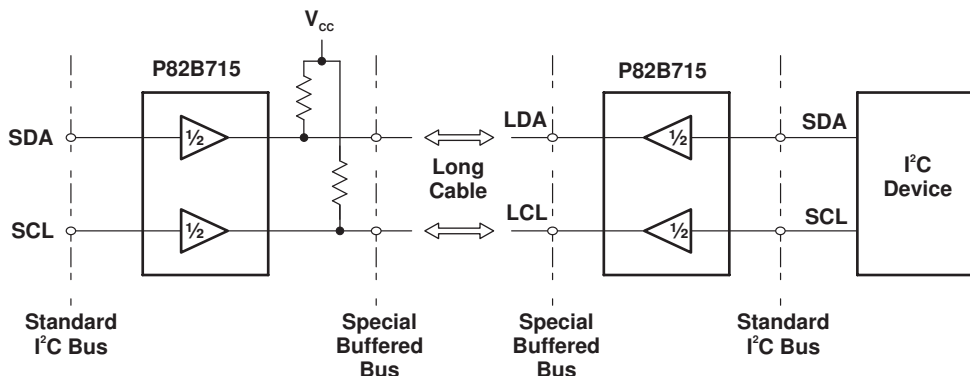 V_CC
P82B715
P82B715
SDA
½
LDA
½
SDA
Long
Cable
I²C
Device
SCL
½
LCL
½
SCL
Standard
I²C Bus
Special
Buffered
Bus
Special
Buffered
Bus
Standard
I²C Bus